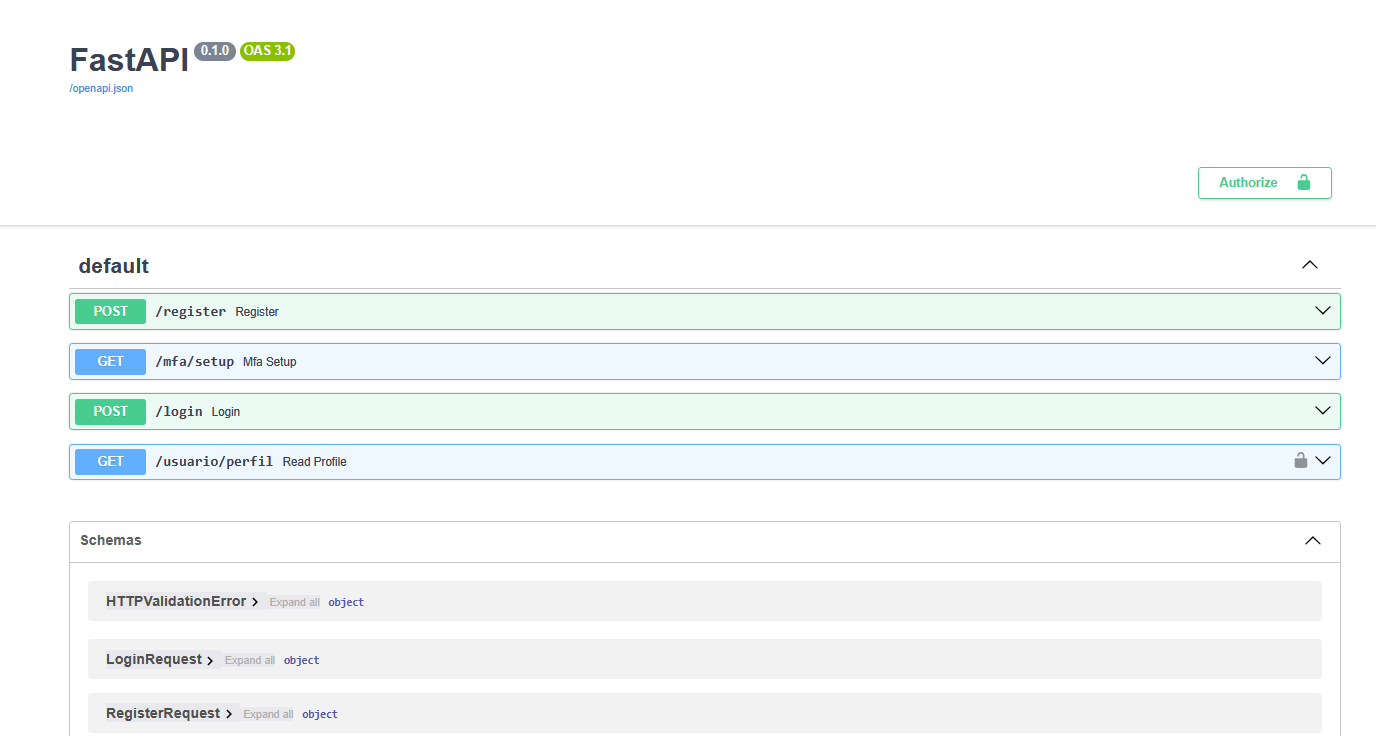 FastAPI 0.1.0 OAS 3.1
/openapi.json
Authorize
default
POST /register Register
GET /mfa/setup Mfa Setup
POST /login Login
GET /usuario/perfil Read Profile
Schemas
HTTPValidationError Expand all object
LoginRequest Expand all object
RegisterRequest Expand all object